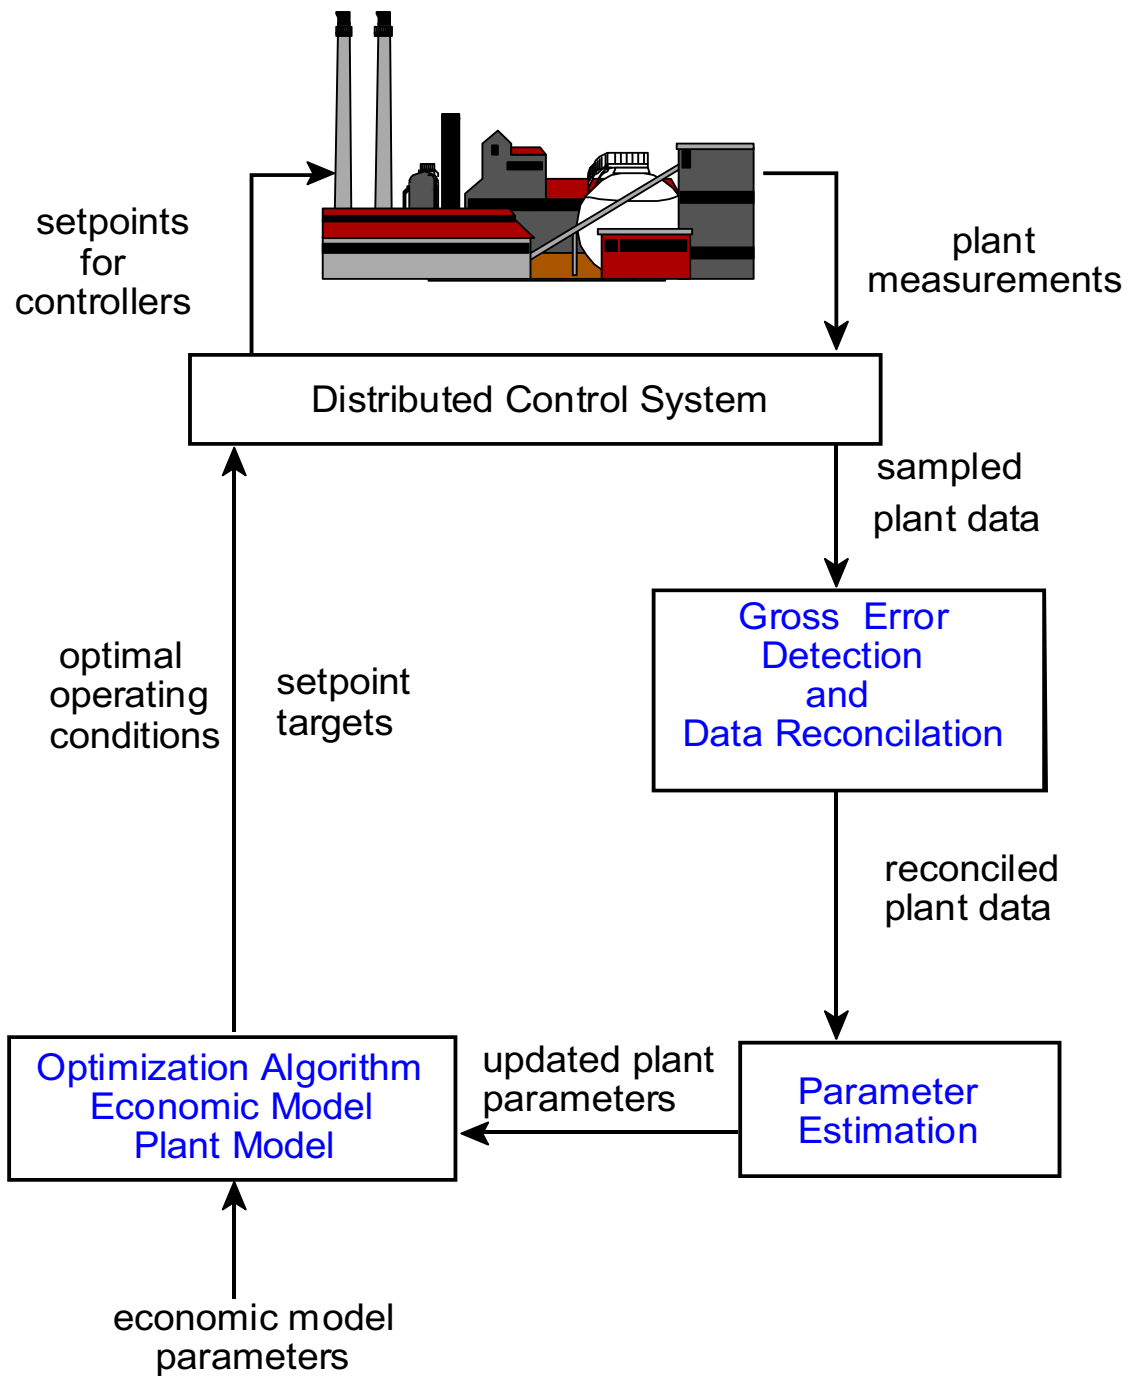 setpoints
for
controllers
plant
measurements
Distributed Control System
sampled
plant data
Gross Error
Detection
and
Data Reconcilation
optimal
operating
conditions
setpoint
targets
reconciled
plant data
Optimization Algorithm
Economic Model
Plant Model
updated plant
parameters
Parameter
Estimation
economic model
parameters